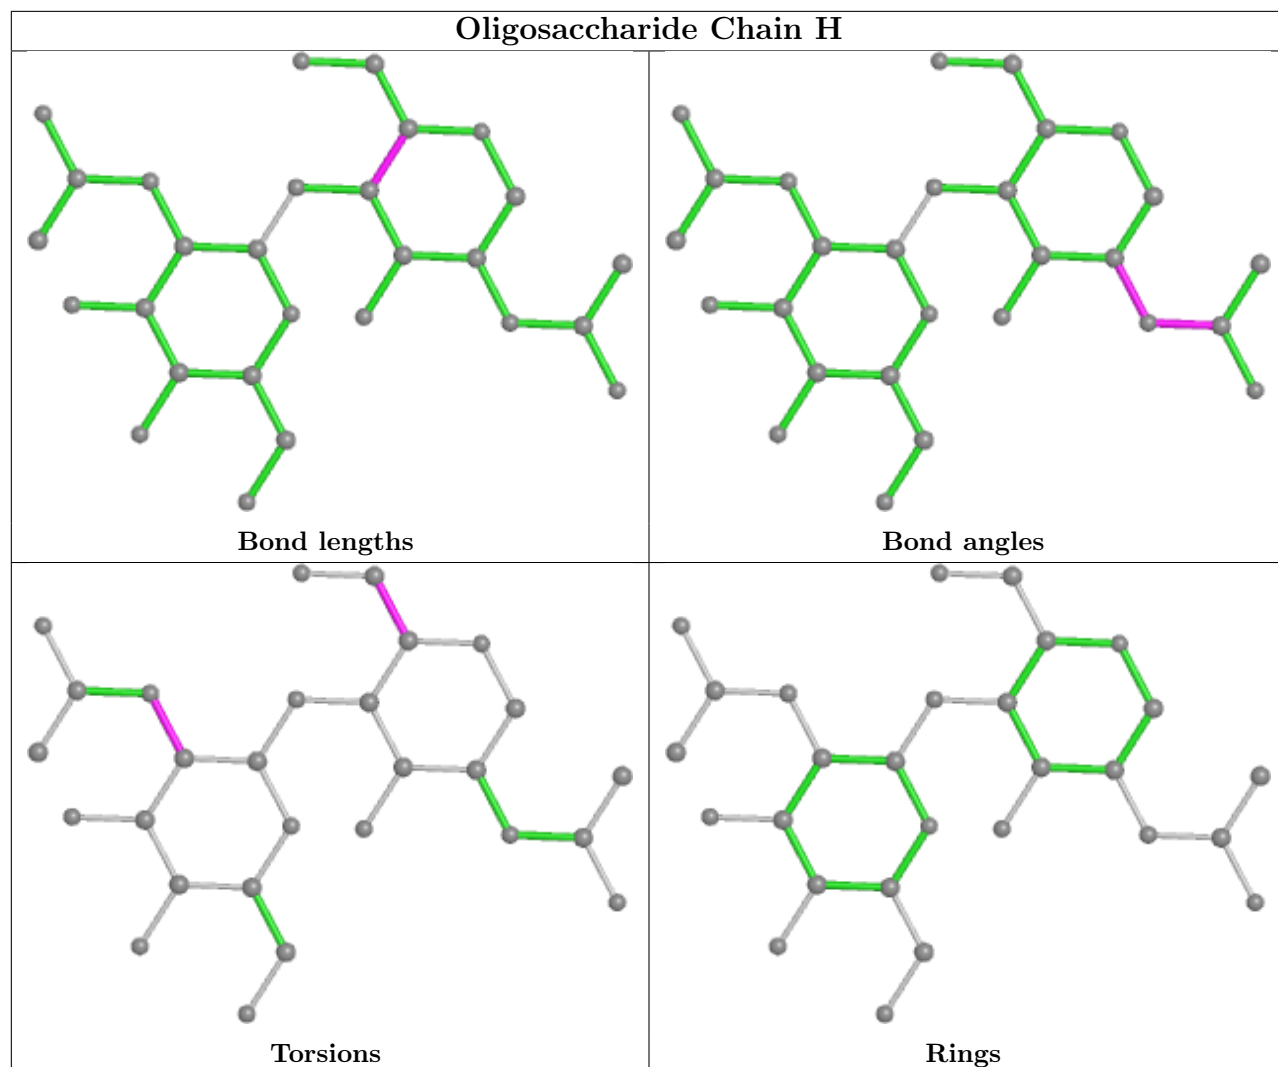 Oligosaccharide Chain H
Bond lengths
Bond angles
Torsions
Rings